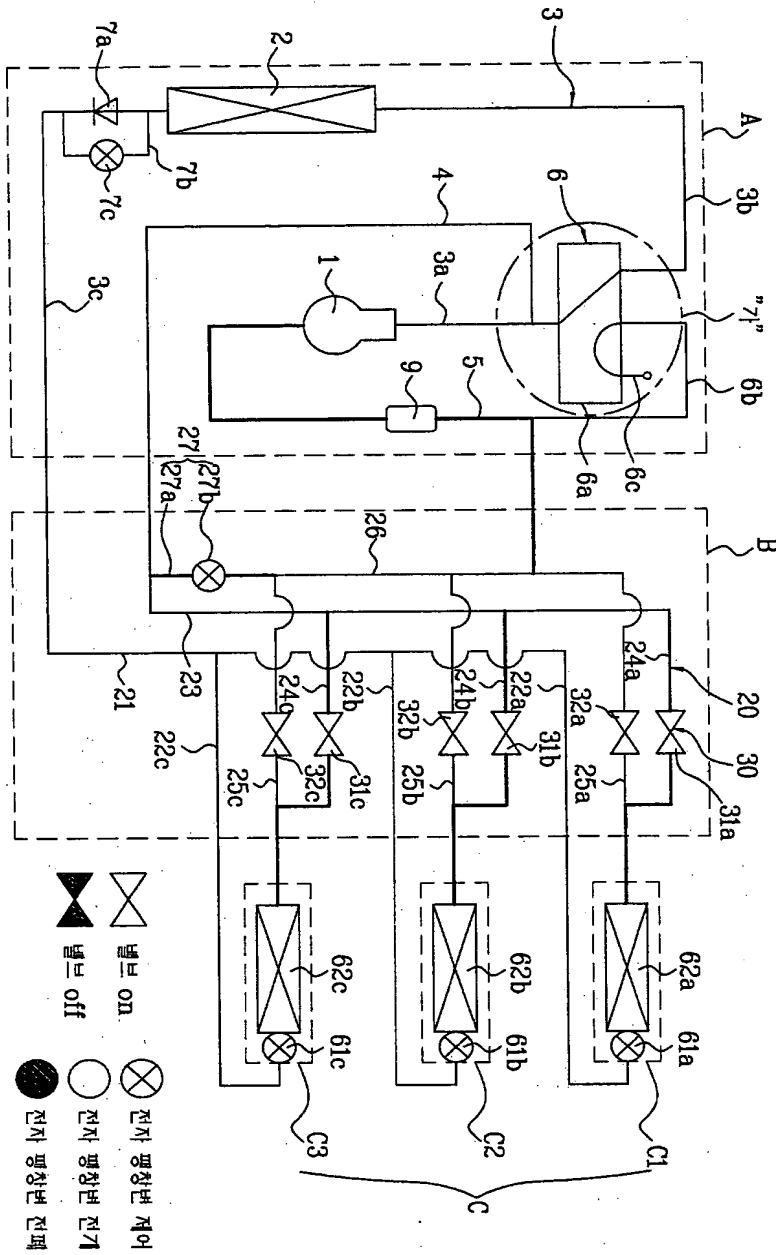 A
B
31a
3b
"가"
6c
20
30
C1
6b
6a
24a
25a
61a
3
6
32a
62a
22a
31b
C2
5
24b
C
9
61b
4
3a
32b
25b
62b
1
26
22b
31c
C3
2
24c
32c
61c
27b
25c
62c
27
23
27a
22c
7b
7a
7c
21
3c
밸브 on
밸브 off
전자 팽창변 제어
전자 팽창변 전개
전자 팽창변 전폐